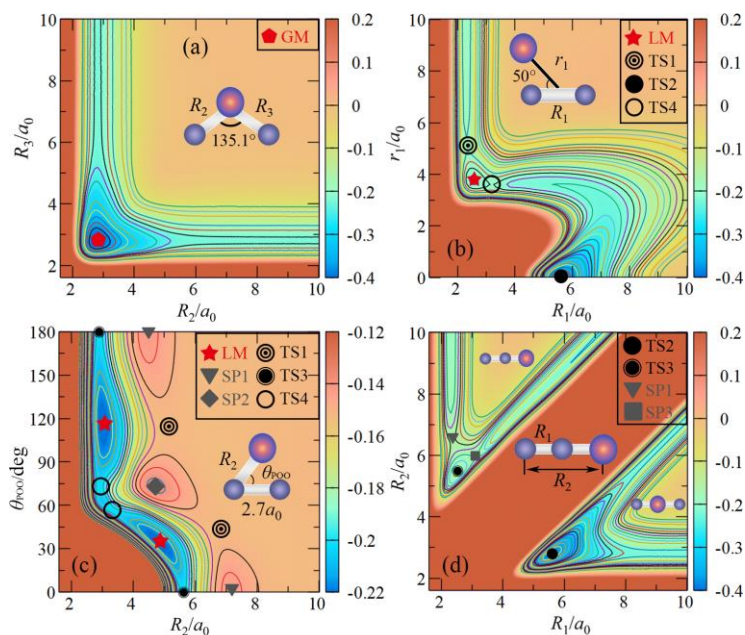 10
8
6
4
2
R3/a0
(a)
GM
R2
R3
135.1°
2 4 6 8 10
R2/a0
0.2
0.1
0
-0.1
-0.2
-0.3
-0.4
10
8
6
4
2
0
r1/a0
50°
r1
R1
LM
TS1
TS2
TS4
(b)
2 4 6 8 10
R1/a0
0.2
0.1
0
-0.1
-0.2
-0.3
-0.4
180
150
120
90
60
30
0
θPOO/deg
LM TS1
SP1 TS3
SP2 TS4
R2
θPOO
2.7a0
(c)
2 4 6 8 10
R2/a0
-0.12
-0.14
-0.16
-0.18
-0.2
-0.22
10
8
6
4
2
R2/a0
TS2
TS3
SP1
SP3
R1
R2
(d)
2 4 6 8 10
R1/a0
0.2
0.1
0
-0.1
-0.2
-0.3
-0.4